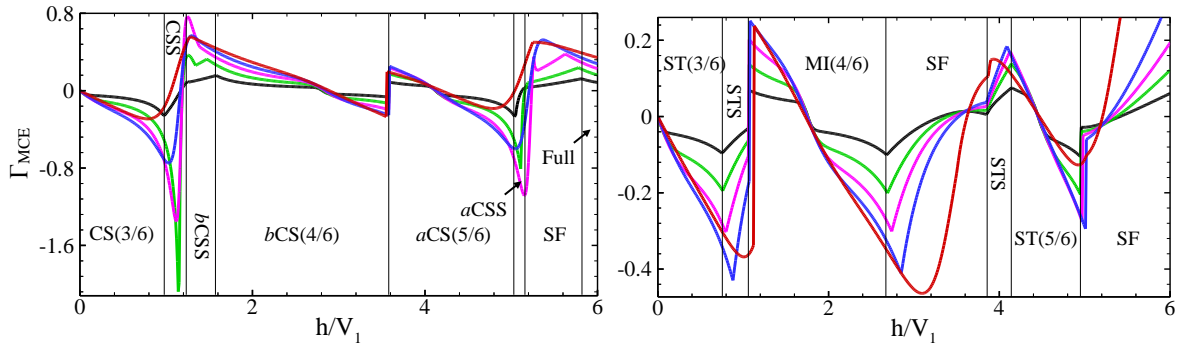 0.8
0
-0.8
-1.6
Γ_MCE
CSS
bCSS
CS(3/6)
bCS(4/6)
aCS(5/6)
aCSS
Full
SF
0
2
4
6
h/V_1
0.2
0
-0.2
-0.4
ST(3/6)
STS
MI(4/6)
SF
STS
ST(5/6)
SF
0
2
4
6
h/V_1